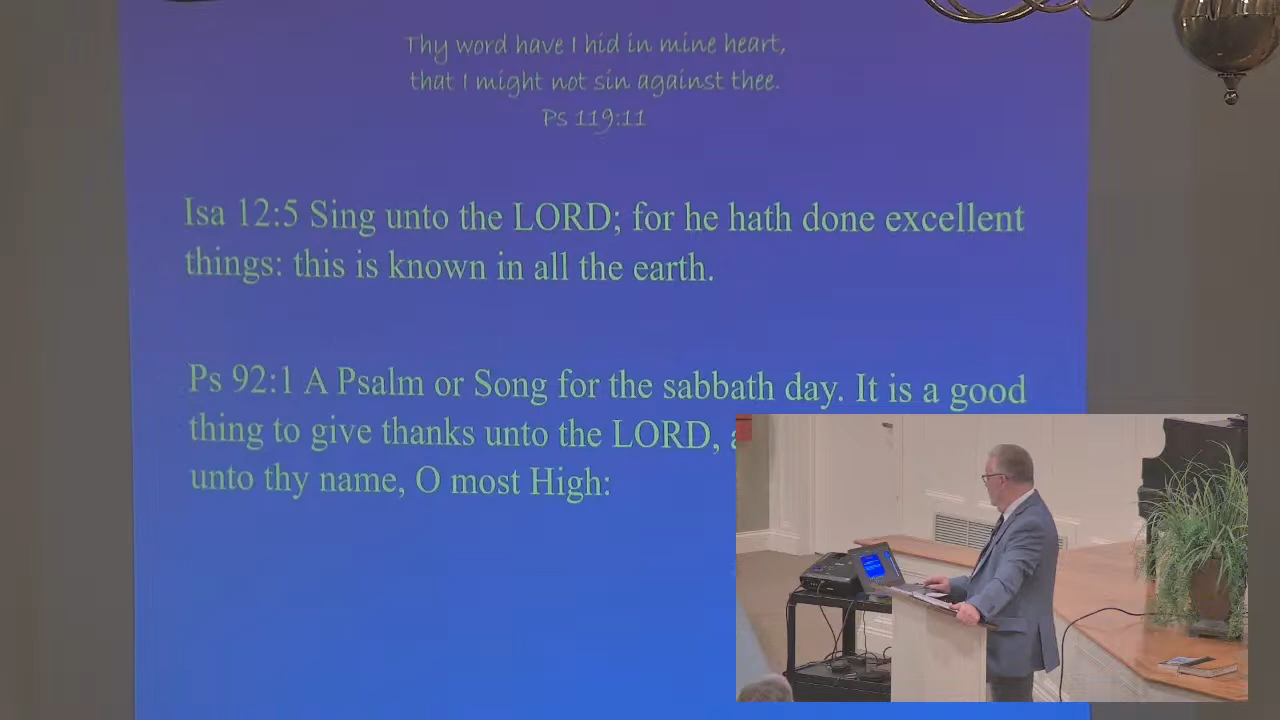 Thy word have I hid in mine heart,
that I might not sin against thee.
Ps 119:11
Isa 12:5 Sing unto the LORD; for he hath done excellent
things: this is known in all the earth.
Ps 92:1 A Psalm or Song for the sabbath day. It is a good
thing to give thanks unto the LORD,
unto thy name, O most High: